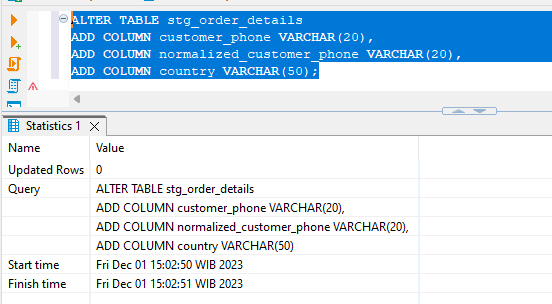 ALTER TABLE stg_order_details
ADD COLUMN customer_phone VARCHAR(20),
ADD COLUMN normalized_customer_phone VARCHAR(20),
ADD COLUMN country VARCHAR(50);
Statistics 1
Name Value
Updated Rows 0
Query ALTER TABLE stg_order_details
ADD COLUMN customer_phone VARCHAR(20),
ADD COLUMN normalized_customer_phone VARCHAR(20),
ADD COLUMN country VARCHAR(50)
Start time Fri Dec 01 15:02:50 WIB 2023
Finish time Fri Dec 01 15:02:51 WIB 2023